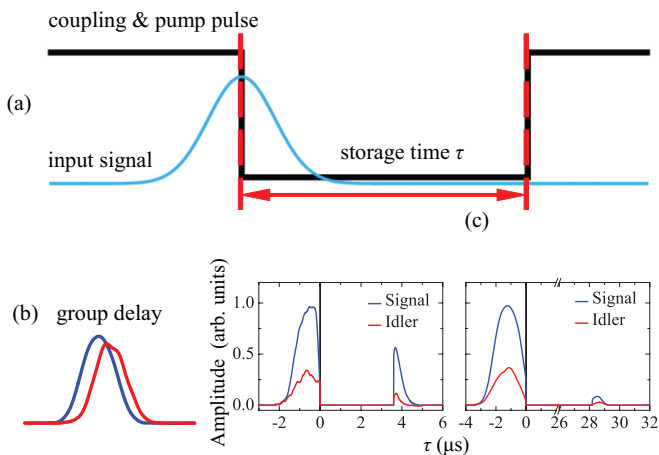 coupling & pump pulse
(a)
input signal
storage time τ
(c)
(b)
group delay
Amplitude (arb. units)
1.0
0.5
0.0
Signal
Idler
-2 0 2 4 6
Signal
Idler
-4 -2 0 26 28 30 32
τ (μs)